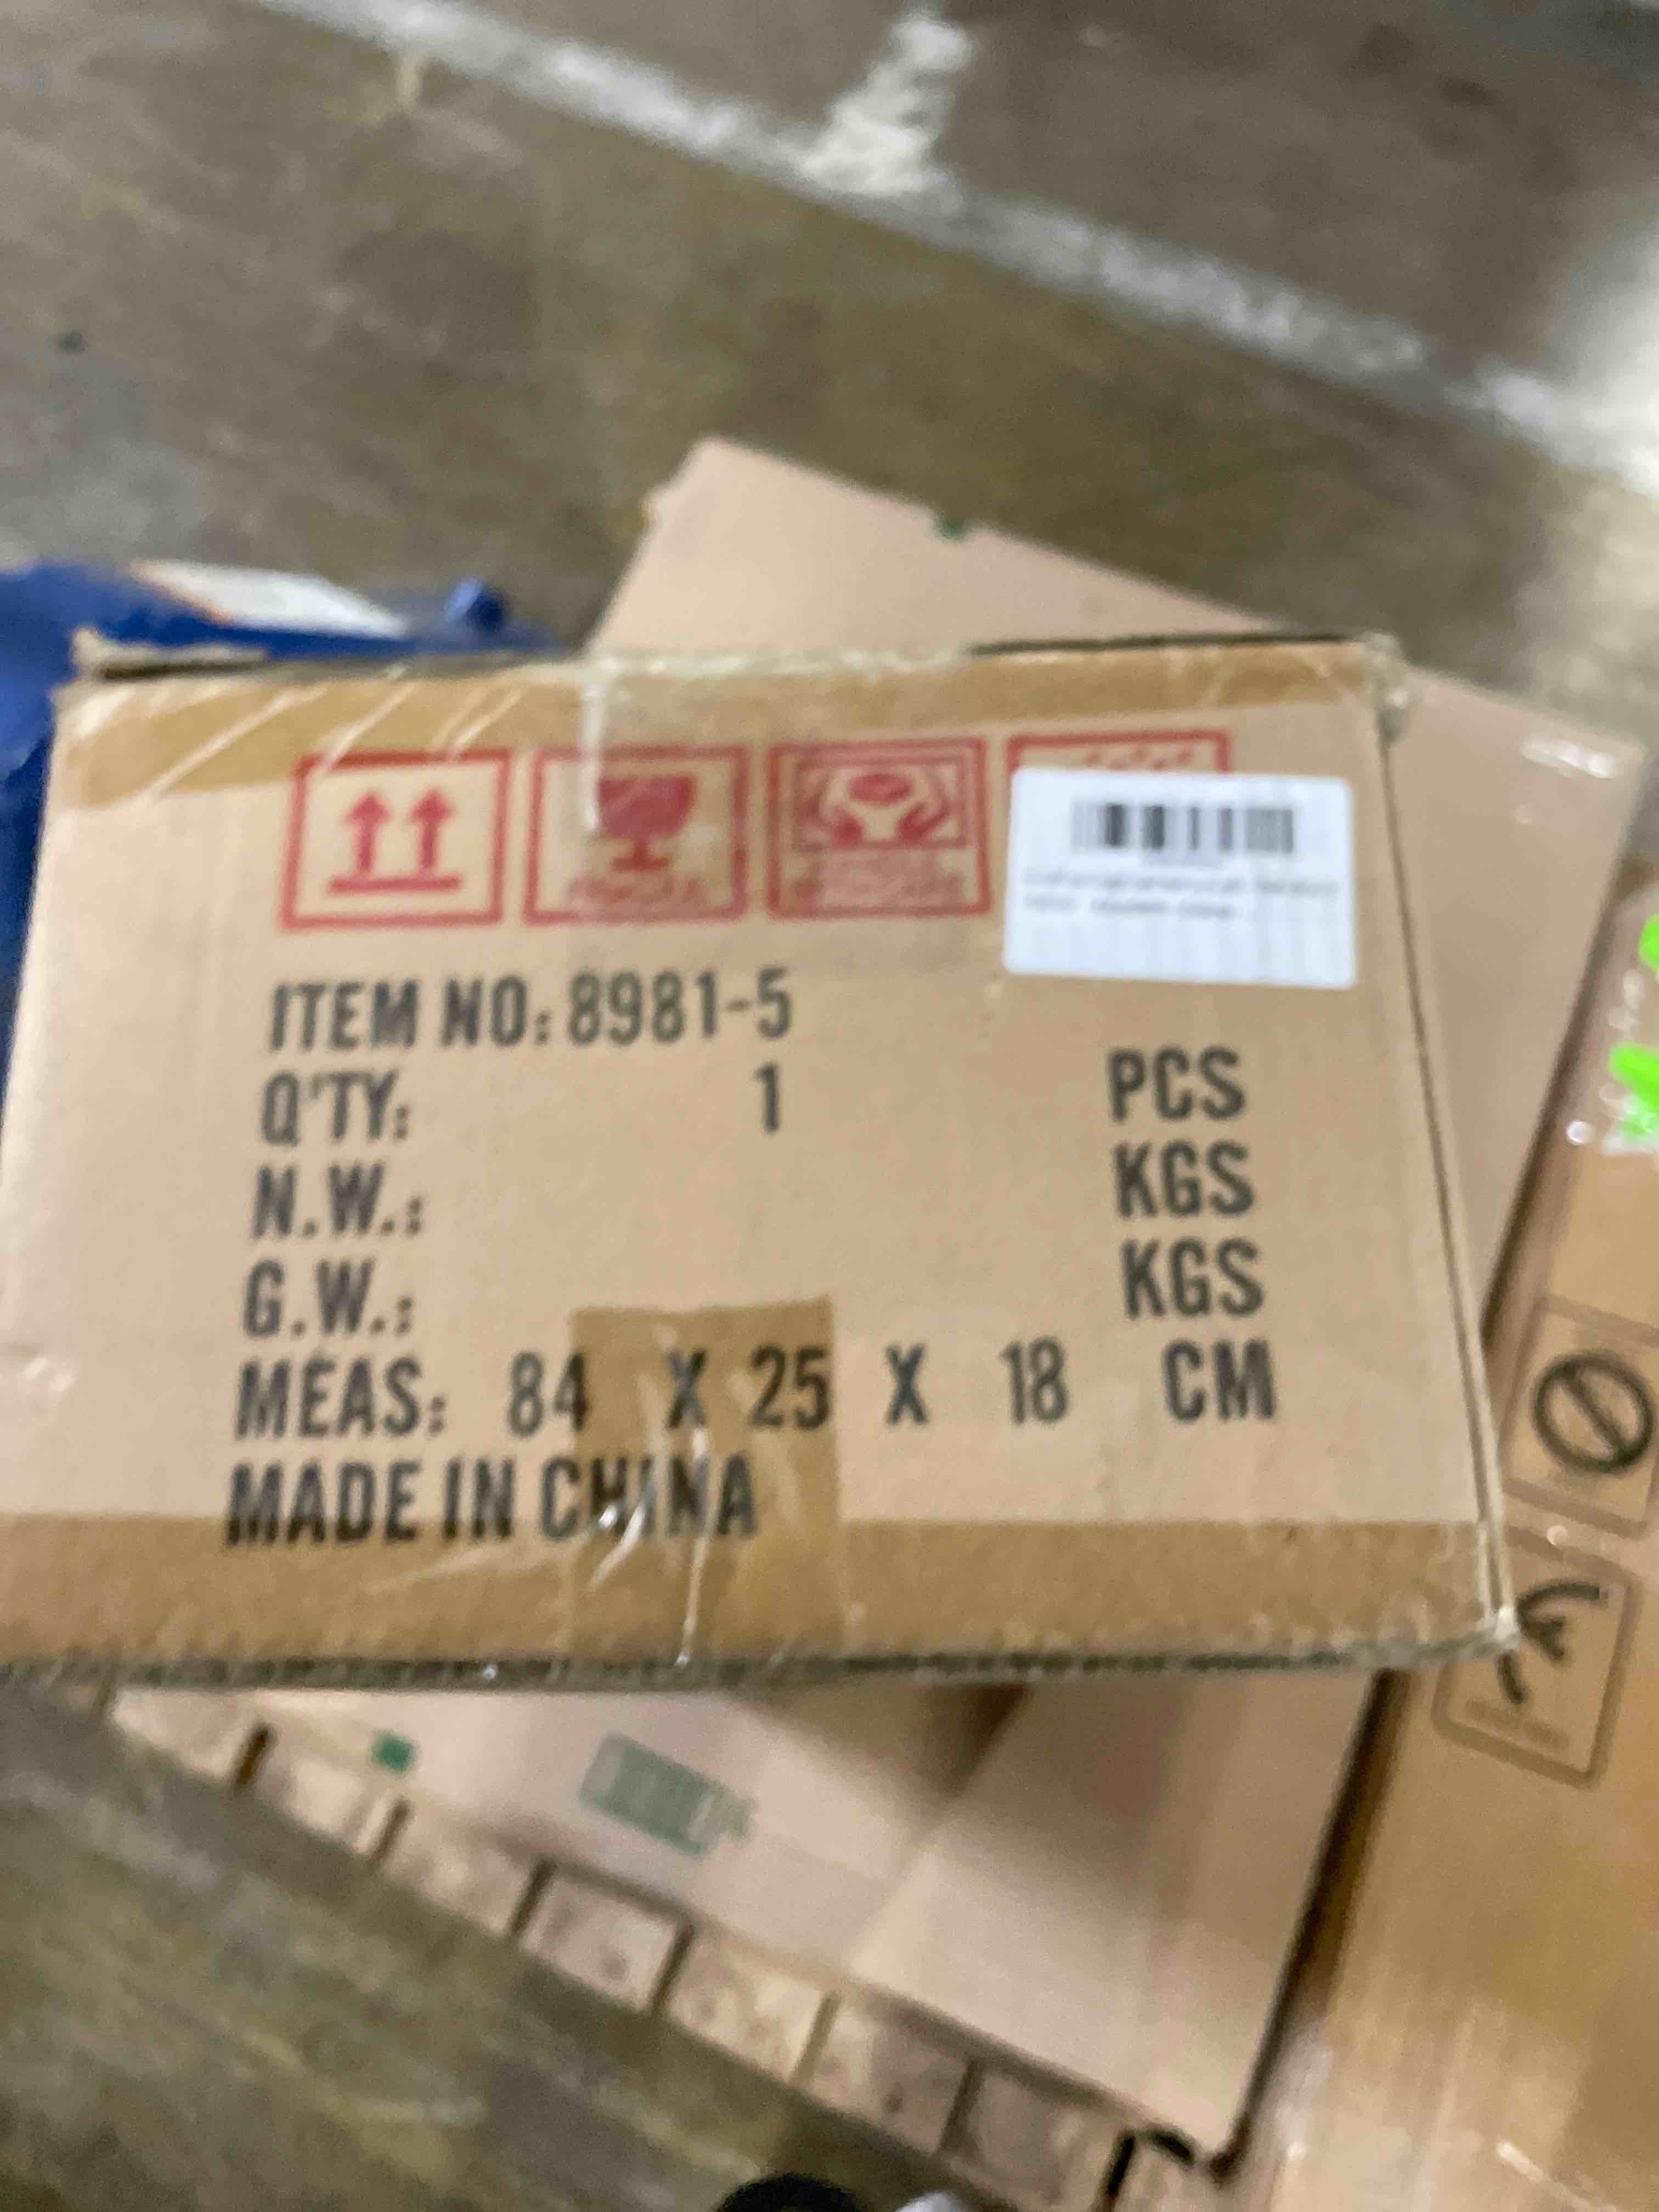 ITEM NO: 8981-5
Q'TY: 1 PCS
N.W.: KGS
G.W.: KGS
MEAS: 84 X 25 X 18 CM
MADE IN CHINA